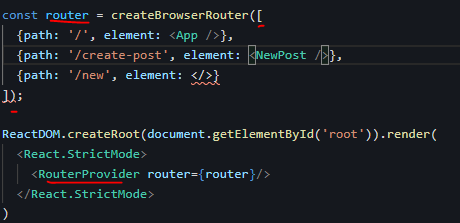 const router = createBrowserRouter([
{path: '/', element: <App />},
{path: '/create-post', element: <NewPost />},
{path: '/new', element: </>}
]);
ReactDOM.createRoot(document.getElementById('root')).render(
<React.StrictMode>
<RouterProvider router={router}/>
</React.StrictMode>
)